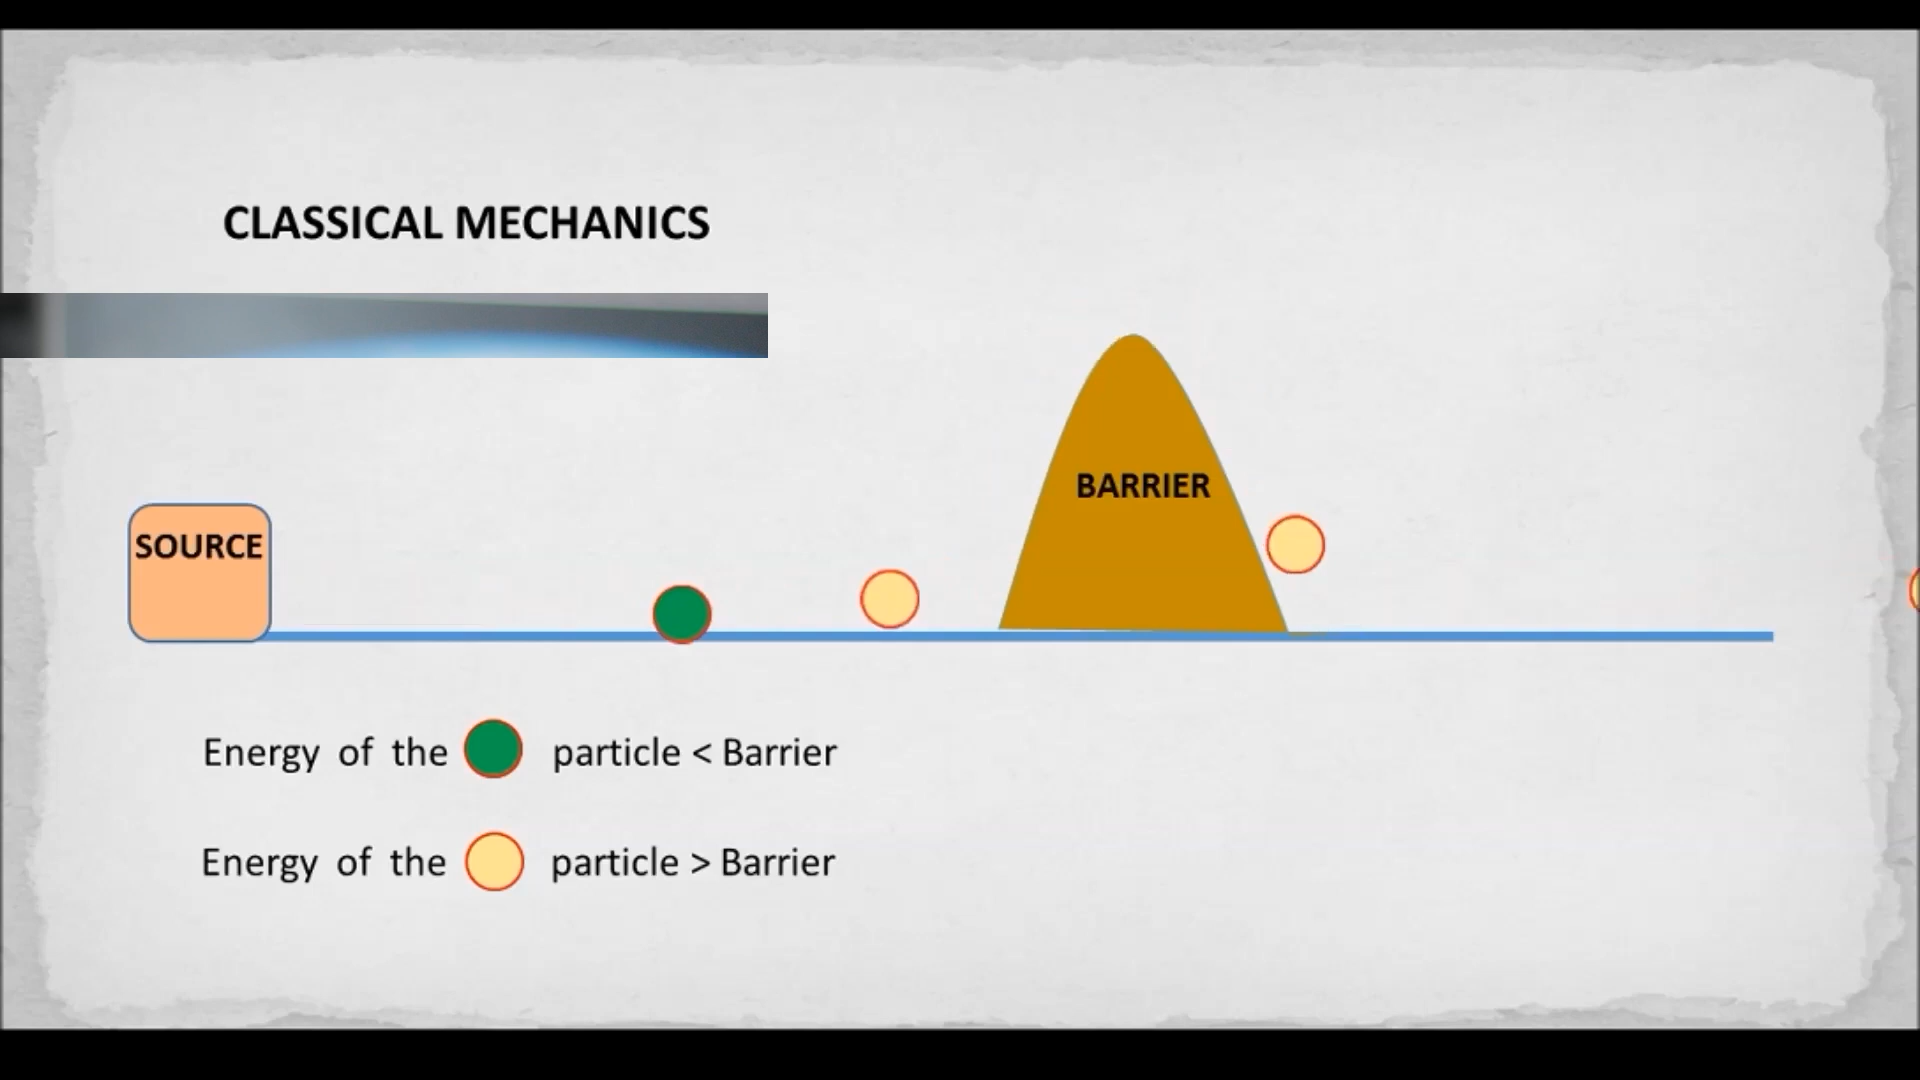 CLASSICAL MECHANICS
BARRIER
SOURCE
Energy of the particle < Barrier
Energy of the particle > Barrier